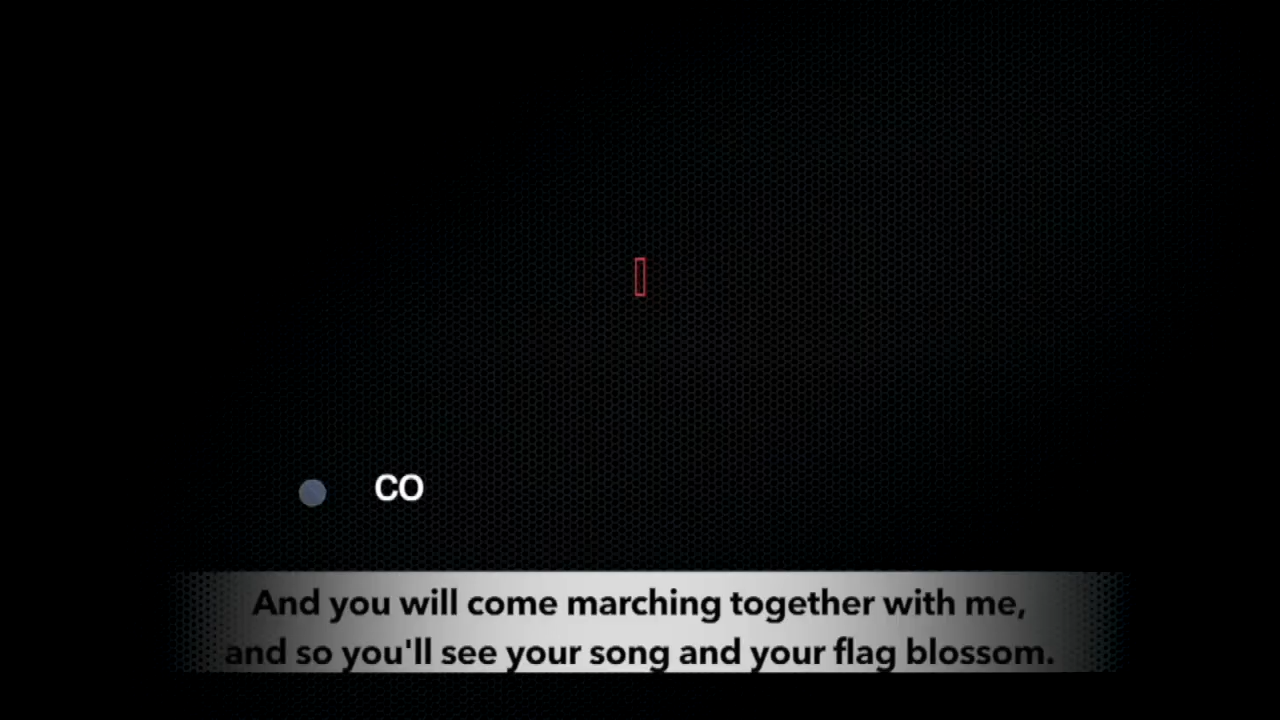 CO
And you will come marching together with me,
and so you'll see your song and your flag blossom.